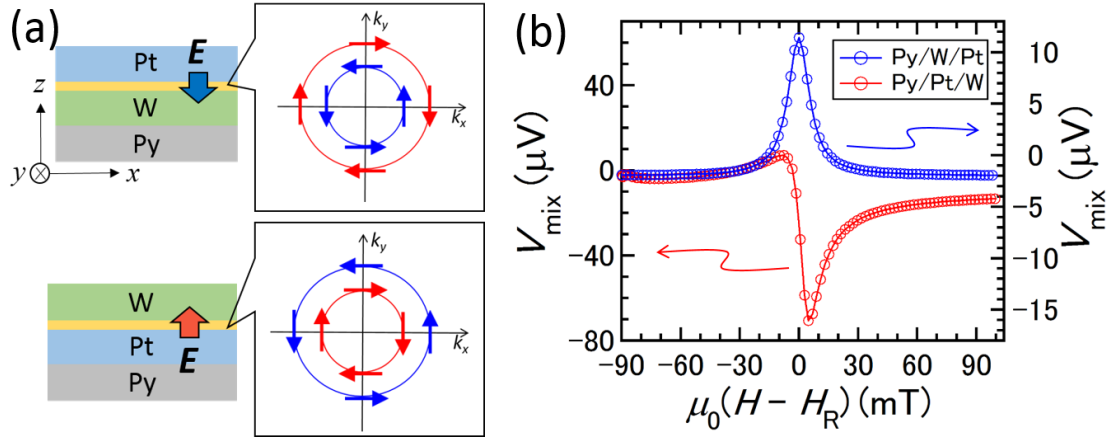 (a)
Pt
E
W
Py
z
y
x
k_y
k_x
W
E
Pt
Py
k_y
k_x
(b)
V_mix (μV)
40
0
−40
−80
Py/W/Pt
Py/Pt/W
10
5
0
−5
−10
−15
V_mix (μV)
−90 −60 −30 0 30 60 90
μ₀(H − H_R) (mT)